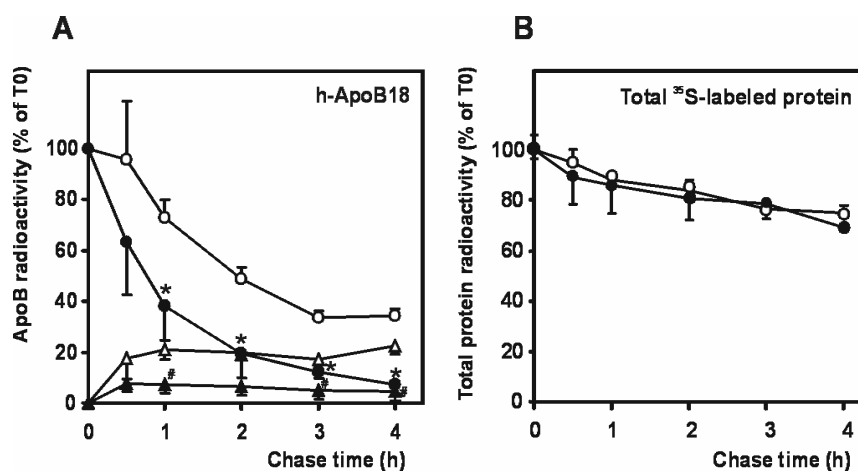 A
B
ApoB radioactivity (% of T0)
h-ApoB18
100
80
60
40
20
0
*
*
*
*
#
#
#
0 1 2 3 4
Chase time (h)
Total protein radioactivity (% of T0)
Total ³⁵S-labeled protein
100
80
60
40
20
0
0 1 2 3 4
Chase time (h)